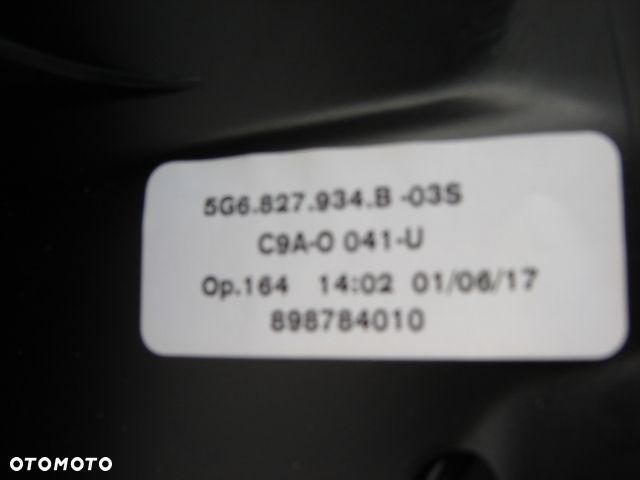 5G6.827.934.B -03S
C9A-O 041-U
Op.164 14:02 01/06/17
898784010
OTOMOTO